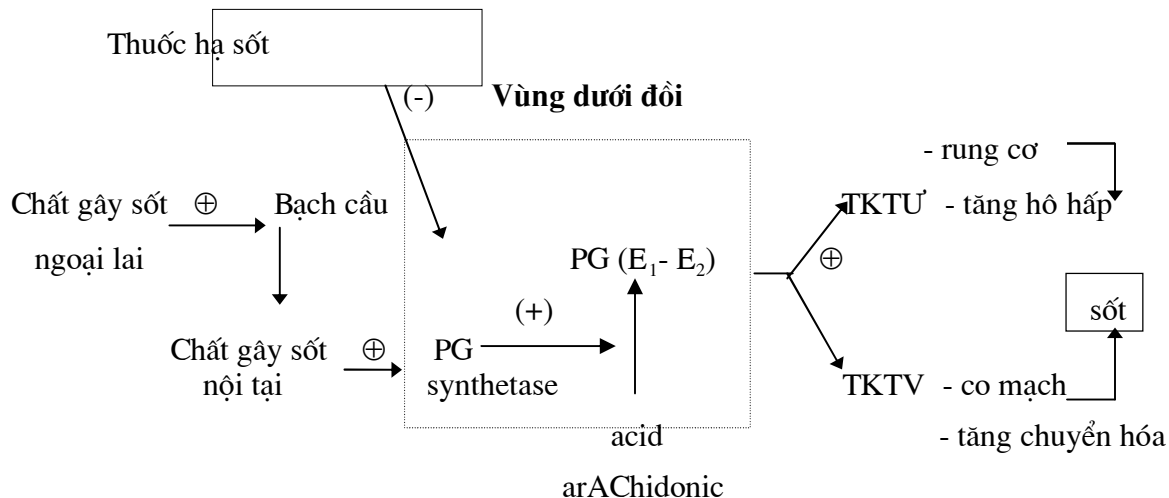 Thuốc hạ sốt
(-) Vùng dưới đồi
- rung cơ
Chất gây sốt ⊕ Bạch cầu TKTƯ - tăng hô hấp
ngoại lai PG (E₁- E₂) ⊕
(+) sốt
Chất gây sốt ⊕ PG
nội tại synthetase TKTV - co mạch
acid - tăng chuyển hóa
arAChidonic